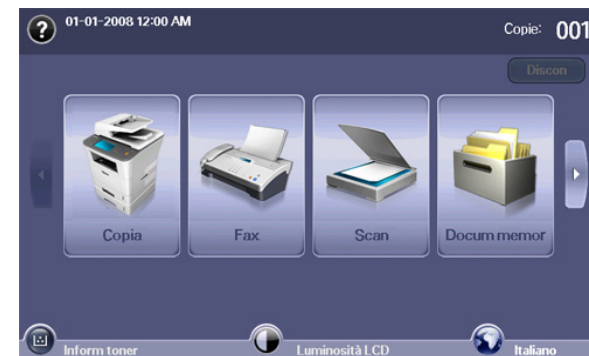 ?
01-01-2008 12:00 AM
Copie: 001
Discon
Copia
Fax
Scan
Docum memor
Inform toner
Luminosità LCD
Italiano